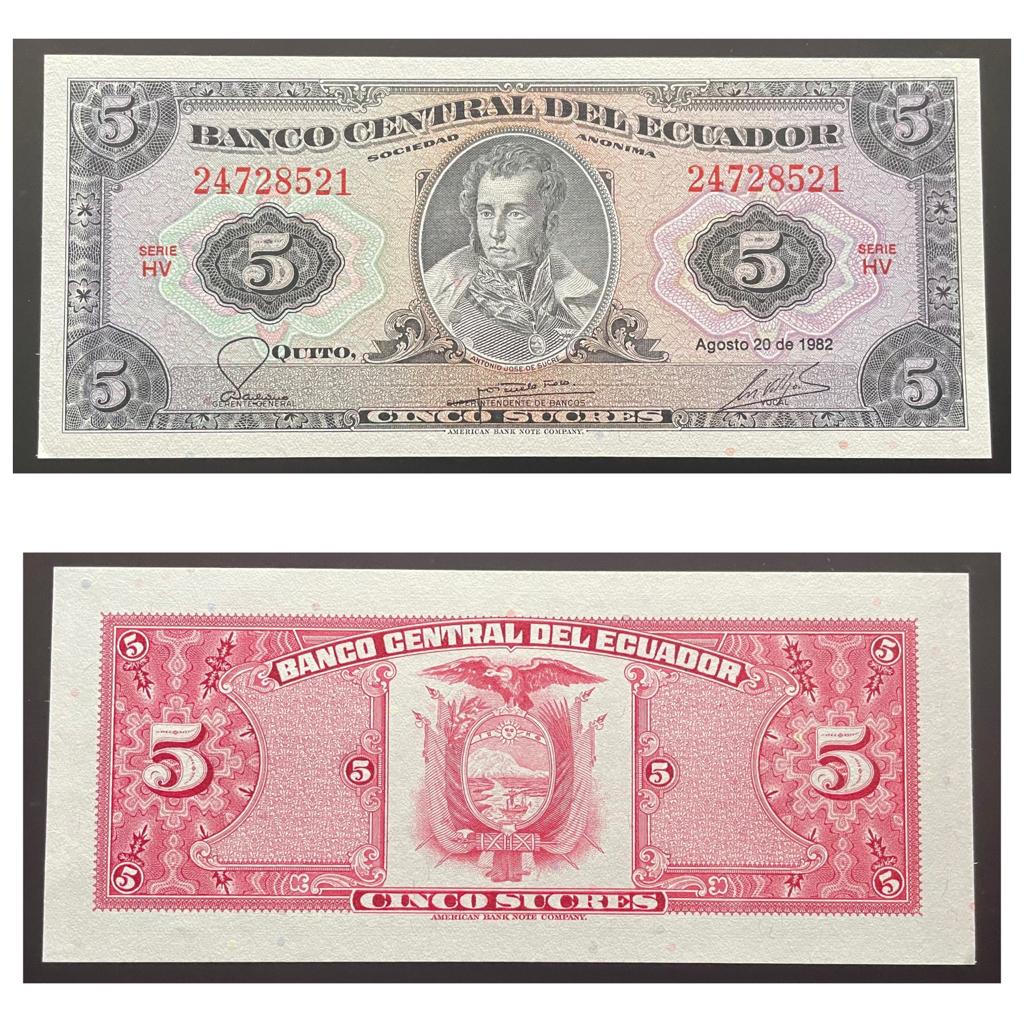 5 5
BANCO CENTRAL DEL ECUADOR
SOCIEDAD ANONIMA
24728521 24728521
SERIE HV 5 5 SERIE HV
QUITO, Agosto 20 de 1982
ANTONIO JOSE DE SUCRE
5 5
GERENTE GENERAL SUPERINTENDENTE DE BANCOS VOCAL
CINCO SUCRES
AMERICAN BANK NOTE COMPANY.
5 5
BANCO CENTRAL DEL ECUADOR
5 5 5 5
5 5
CINCO SUCRES
AMERICAN BANK NOTE COMPANY.